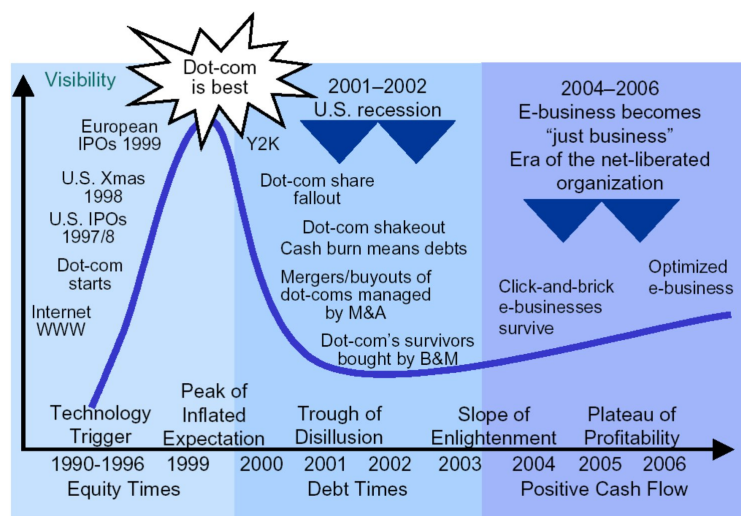 Visibility
Dot-com
is best
European
IPOs 1999
U.S. Xmas
1998
U.S. IPOs
1997/8
Dot-com
starts
Internet
WWW
Y2K
2001–2002
U.S. recession
Dot-com share
fallout
Dot-com shakeout
Cash burn means debts
Mergers/buyouts of
dot-coms managed
by M&A
Dot-com's survivors
bought by B&M
2004–2006
E-business becomes
“just business”
Era of the net-liberated
organization
Click-and-brick
e-businesses
survive
Optimized
e-business
Technology
Trigger
Peak of
Inflated
Expectation
Trough of
Disillusion
Slope of
Enlightenment
Plateau of
Profitability
1990-1996 1999 2000 2001 2002 2003 2004 2005 2006
Equity Times Debt Times Positive Cash Flow